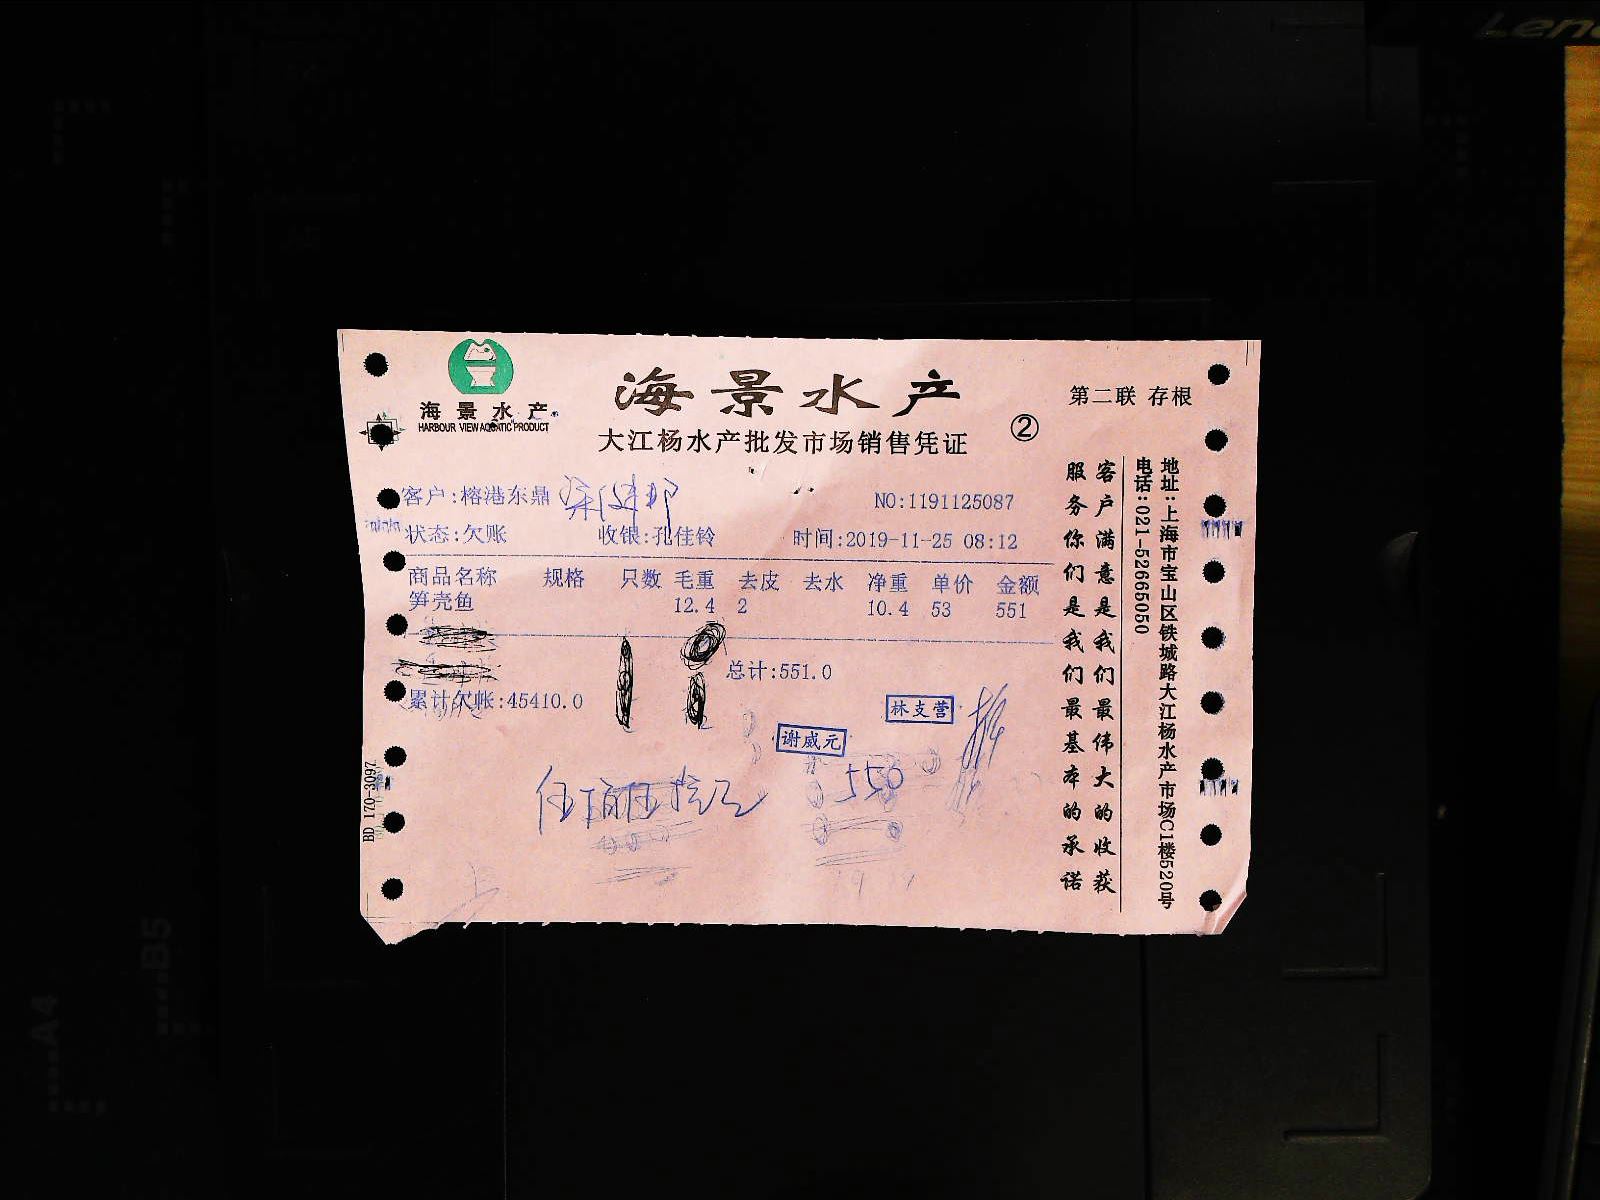 海景水产
HARBOUR VIEW AQUATIC PRODUCT
海景水产
大江杨水产批发市场销售凭证
②
第二联 存根
客户:榕港东鼎
NO:1191125087
状态:欠账 收银:孔佳铃 时间:2019-11-25 08:12
商品名称 规格 只数 毛重 去皮 去水 净重 单价 金额
笋壳鱼 12.4 2 10.4 53 551
总计:551.0
累计欠帐:45410.0
林支营
谢威元
550
伍佰伍拾元
客户满意是我们最伟大的收获
服务你们是我们最基本的承诺
地址:上海市宝山区铁城路大江杨水产市场C1楼520号
电话:021-52665050
BD 170-3097
Leno
A4
B5